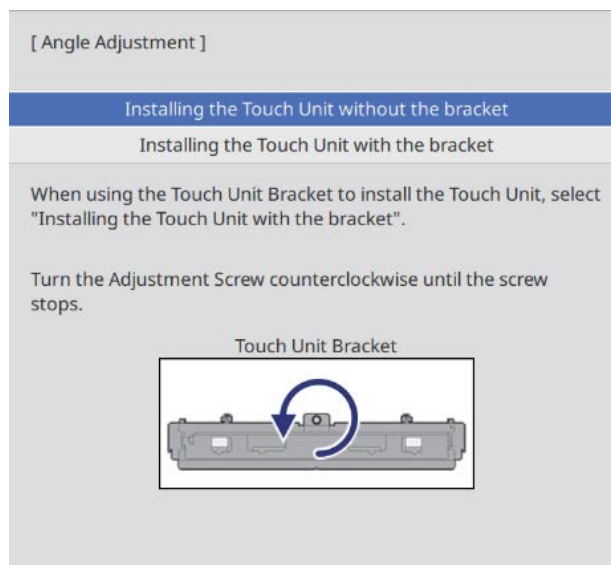 [ Angle Adjustment ]
Installing the Touch Unit without the bracket
Installing the Touch Unit with the bracket
When using the Touch Unit Bracket to install the Touch Unit, select
"Installing the Touch Unit with the bracket".
Turn the Adjustment Screw counterclockwise until the screw
stops.
Touch Unit Bracket